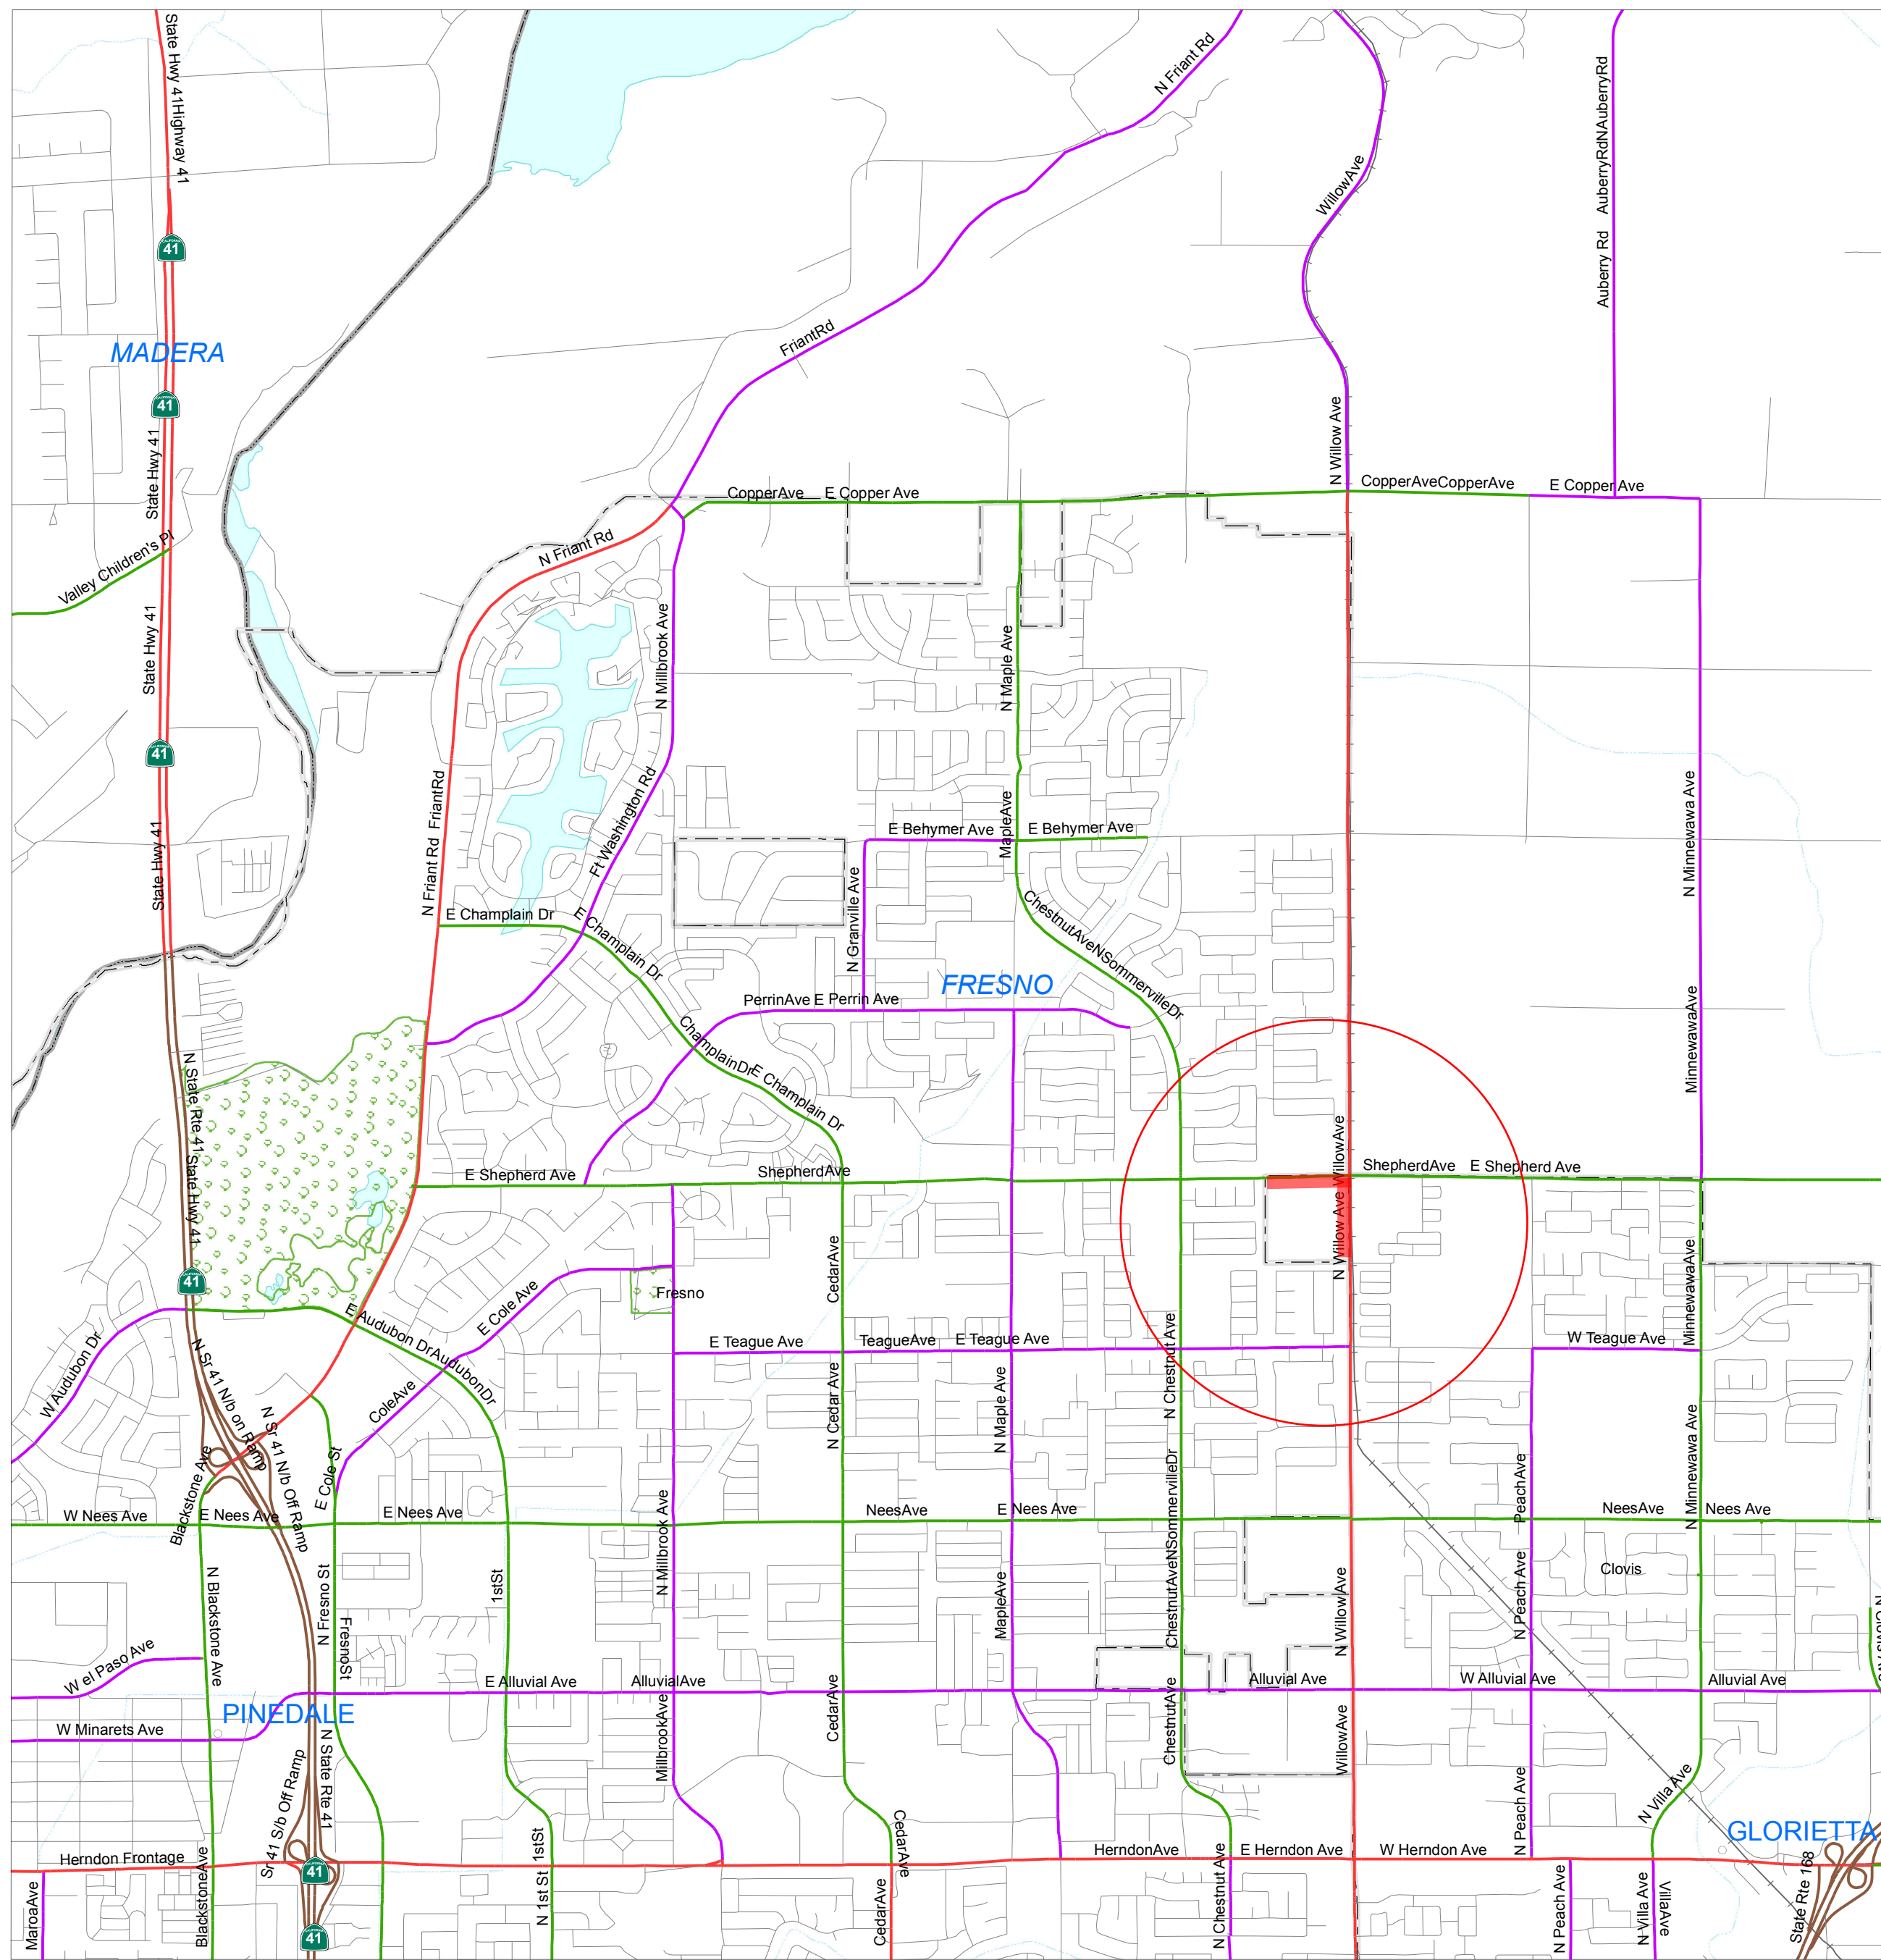 State Hwy 41Highway 41
N Friant Rd
AuberryRdNAuberryRd
WillowAve
41
Auberry Rd
FriantRd
MADERA
41
N Willow Ave
State Hwy 41
CopperAve
E Copper Ave
CopperAveCopperAve
E Copper Ave
N Friant Rd
Valley Children's Pl
State Hwy 41
N Millbrook Ave
N Maple Ave
41
N Friant Rd FriantRd
Ft Washington Rd
State Hwy 41
MapleAve
E Behymer Ave
E Behymer Ave
N Minnewawa Ave
E Champlain Dr
E Champlain Dr
N Granville Ave
ChestnutAveNSommervilleDr
FRESNO
PerrinAve E Perrin Ave
ChamplainDrE Champlain Dr
MinnewawaAve
N State Rte 41State Hwy 41
E Shepherd Ave
ShepherdAve
N Willow Ave WillowAve
ShepherdAve
E Shepherd Ave
41
CedarAve
MinnewawaAve
Fresno
E Cole Ave
E Audubon DrAudubonDr
W Audubon Dr
E Teague Ave
TeagueAve
E Teague Ave
W Teague Ave
N Sr 41 N/b on Ramp
N Sr 41 N/b Off Ramp
ColeAve
N Cedar Ave
N Maple Ave
N Chestnut Ave
N Minnewawa Ave
Blackstone Ave
E Cole St
Peach Ave
W Nees Ave
E Nees Ave
E Nees Ave
NeesAve
E Nees Ave
NeesAve
Nees Ave
N Millbrook Ave
ChestnutAveNSommervilleDr
Clovis
N Blackstone Ave
N Fresno St
FresnoSt
1stSt
MapleAve
N WillowAve
N Peach Ave
W el Paso Ave
E Alluvial Ave
AlluvialAve
Alluvial Ave
W Alluvial Ave
Alluvial Ave
PINEDALE
W Minarets Ave
N State Rte 41
MillbrookAve
CedarAve
ChestnutAve
WillowAve
Sr 41 S/b Off Ramp
N Peach Ave
N Villa Ave
GLORIETTA
Herndon Frontage
41
1stSt
CedarAve
HerndonAve
E Herndon Ave
W Herndon Ave
MaroaAve
BlackstoneAve
41
N 1st St
CedarAve
N Chestnut Ave
N Peach Ave
N Villa Ave
VillaAve
State Rte 168